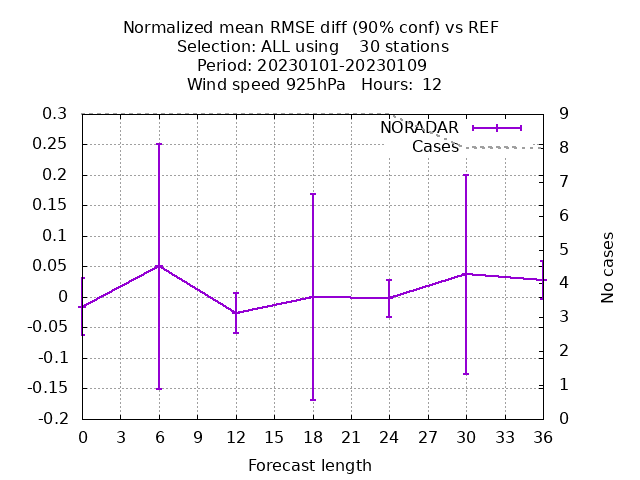 Normalized mean RMSE diff (90% conf) vs REF
Selection: ALL using    30 stations
Period: 20230101-20230109
Wind speed 925hPa   Hours:  12
NORADAR
Cases
0.3
0.25
0.2
0.15
0.1
0.05
0
-0.05
-0.1
-0.15
-0.2
9
8
7
6
5
4
3
2
1
0
No cases
0 3 6 9 12 15 18 21 24 27 30 33 36
Forecast length